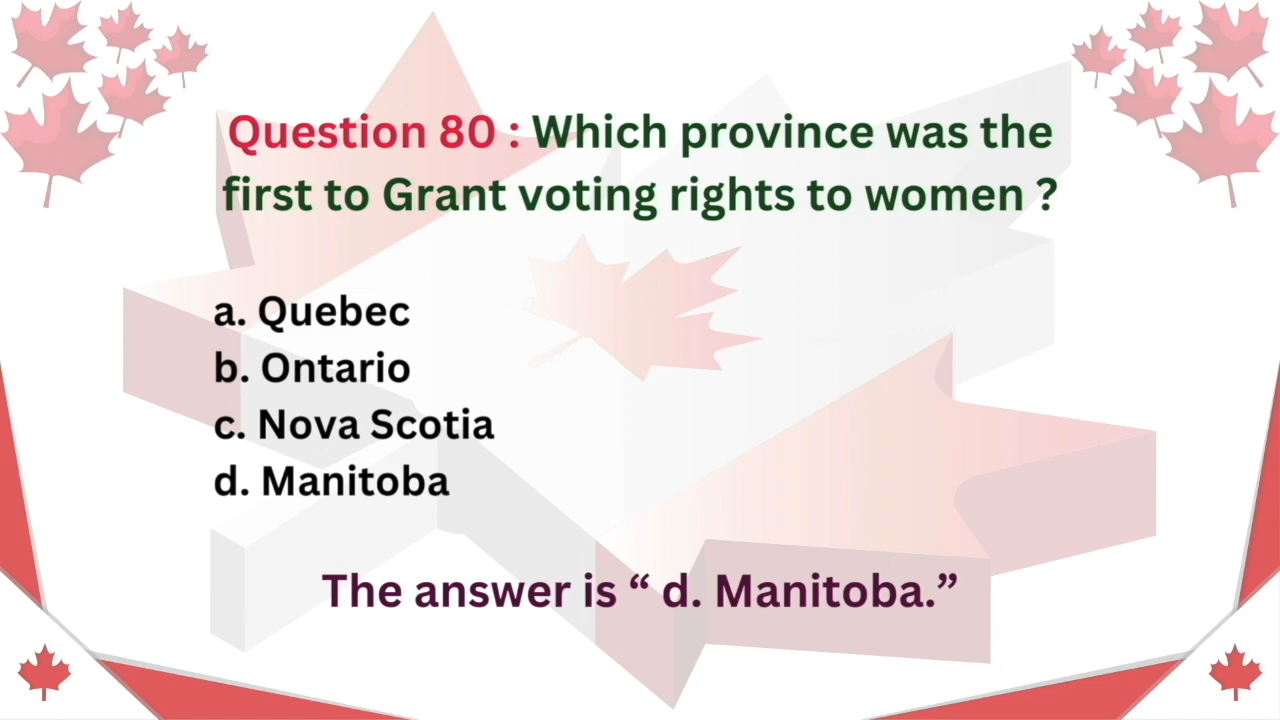 Question 80 : Which province was the
first to Grant voting rights to women ?
a. Quebec
b. Ontario
c. Nova Scotia
d. Manitoba
The answer is “ d. Manitoba.”